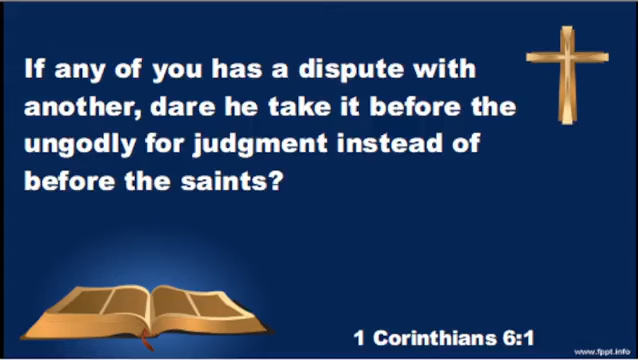 If any of you has a dispute with
another, dare he take it before the
ungodly for judgment instead of
before the saints?
1 Corinthians 6:1
www.fppt.info